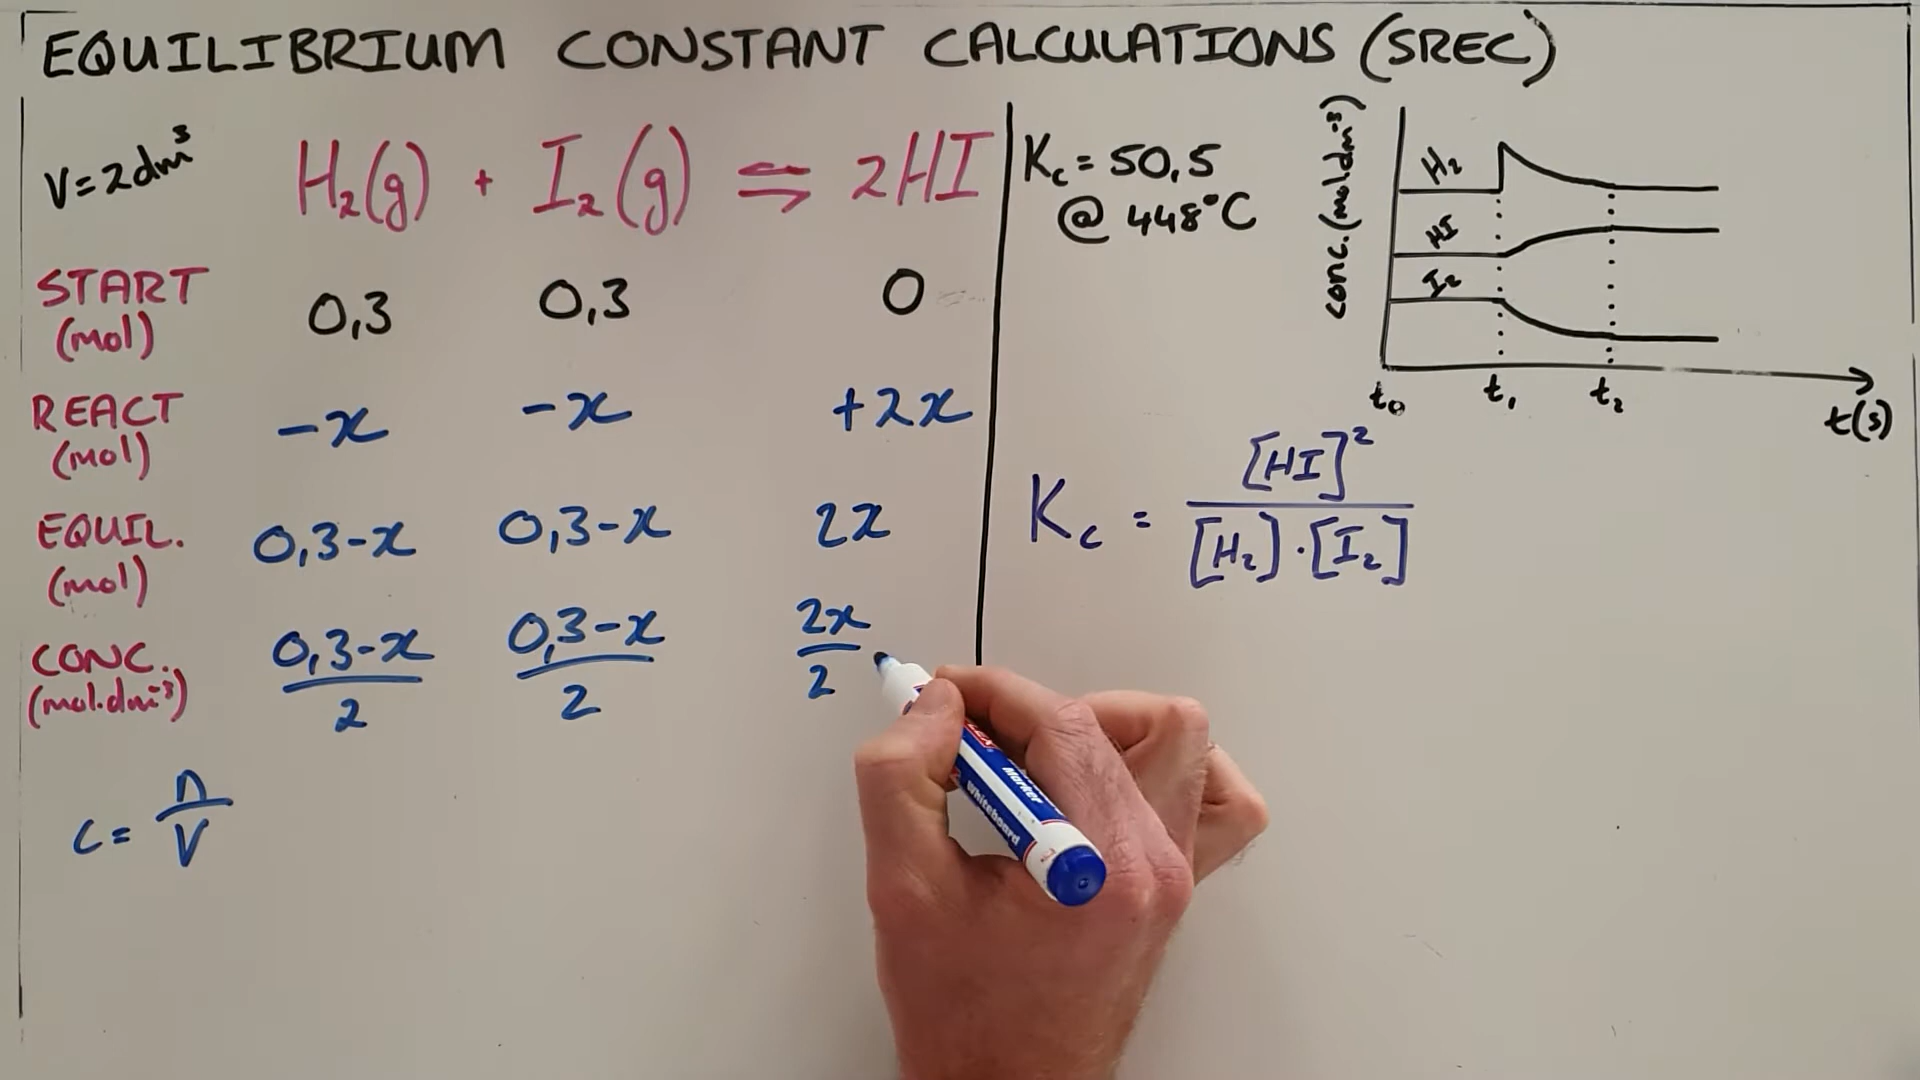 EQUILIBRIUM CONSTANT CALCULATIONS (SREC)
V=2dm³ H₂(g) + I₂(g) ⇌ 2HI
START (mol) 0,3 0,3 0
REACT (mol) -x -x +2x
EQUIL. (mol) 0,3-x 0,3-x 2x
CONC. (mol.dm⁻³) 0,3-x/2 0,3-x/2 2x/2
c = n/V
Kc = 50,5
@ 448°C
conc. (mol.dm⁻³)
H₂
HI
I₂
t₀ t₁ t₂
t(s)
Kc = [HI]²/[H₂]·[I₂]
Marker
Whiteboard